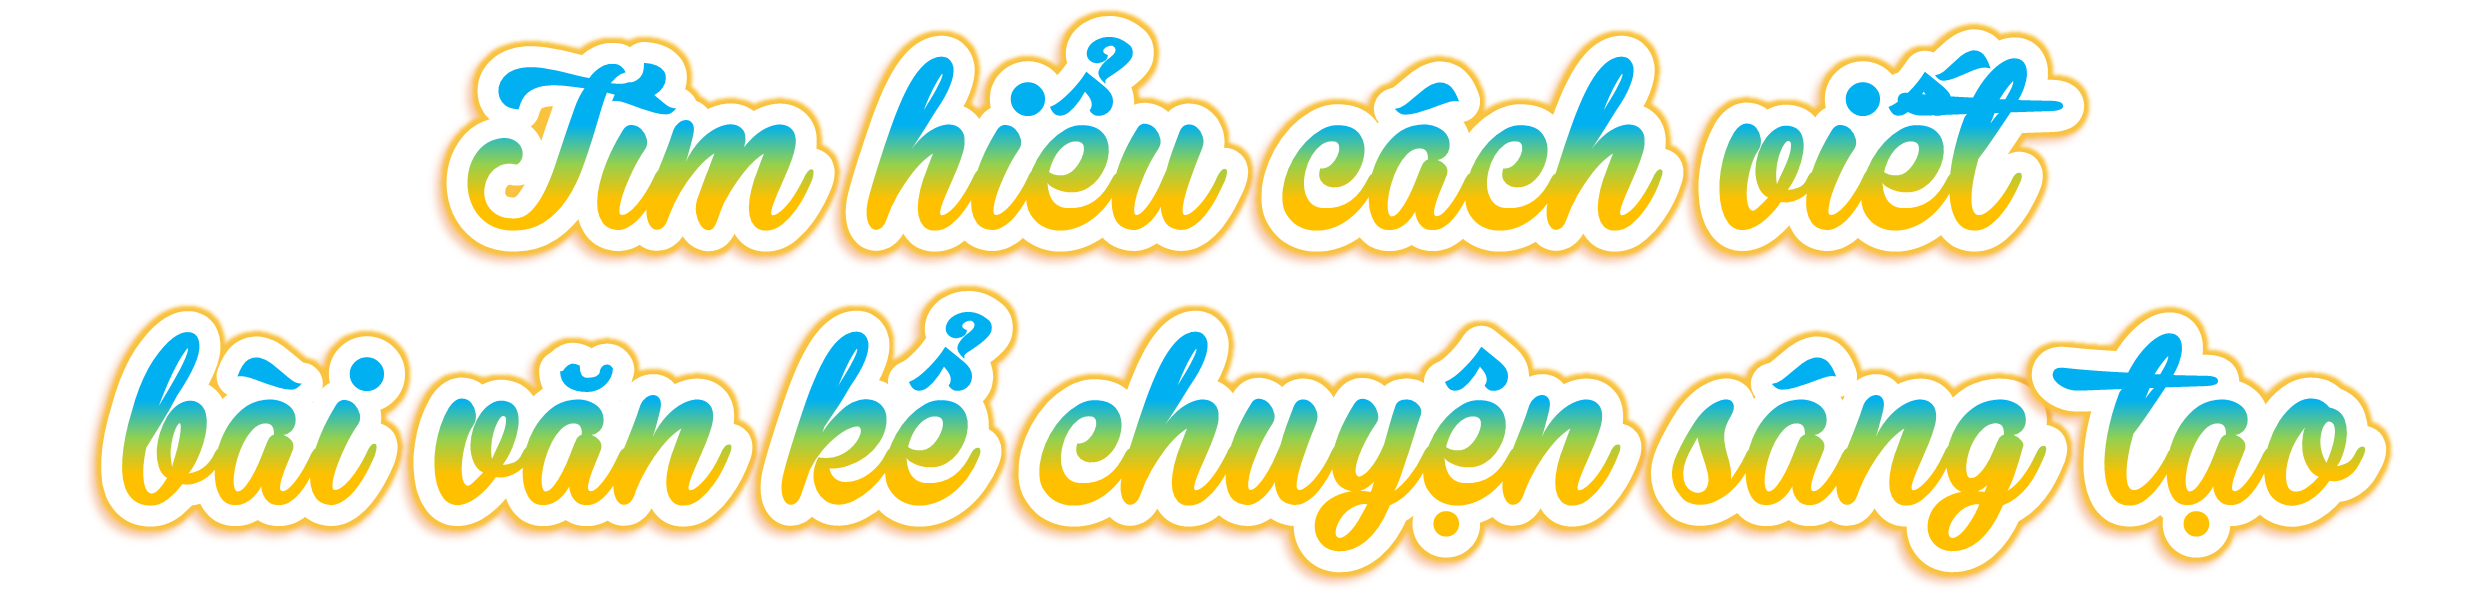 Tìm hiểu cách viết
bài văn kể chuyện sáng tạo